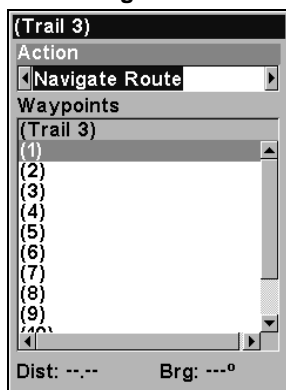 (Trail 3)
Action
Navigate Route
Waypoints
(Trail 3)
(1)
(2)
(3)
(4)
(5)
(6)
(7)
(8)
(9)
(10)
Dist: --.-- Brg: ---º